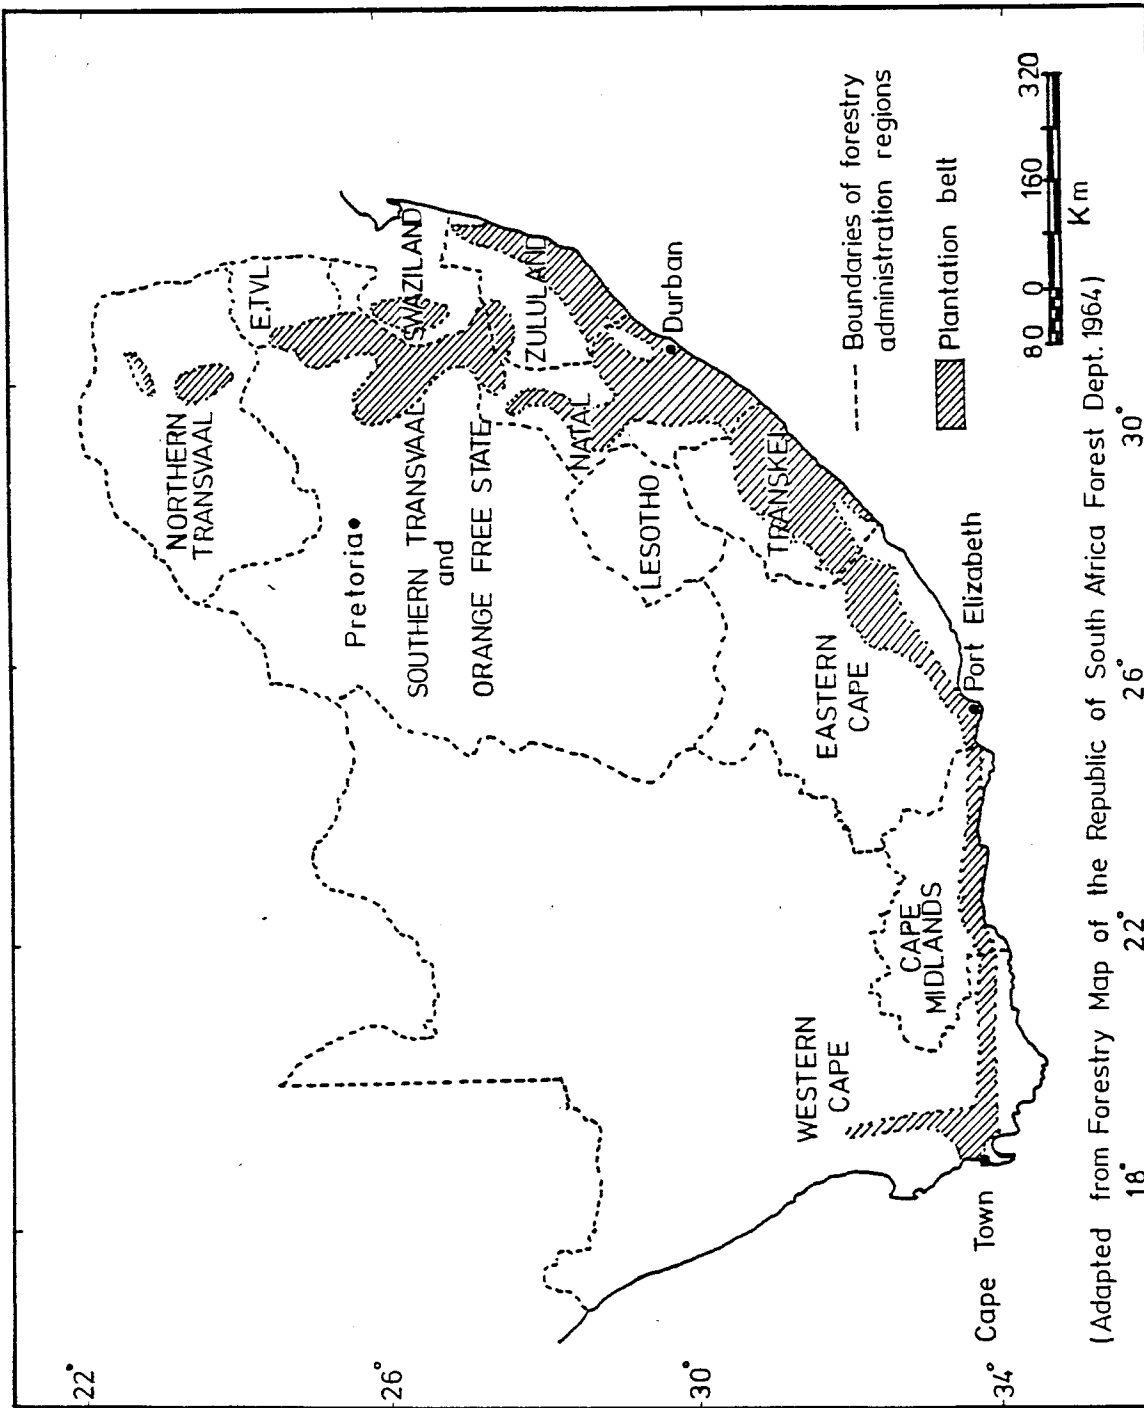 22°
26°
30°
34°
NORTHERN
TRANSVAAL
E.TVL
Pretoria
SOUTHERN TRANSVAAL
and
ORANGE FREE STATE
SWAZILAND
ZULULAND
NATAL
LESOTHO
TRANSKEI
Durban
EASTERN
CAPE
Port Elizabeth
CAPE
MIDLANDS
WESTERN
CAPE
Cape Town
Boundaries of forestry
administration regions
Plantation belt
80 0 160 320
Km
(Adapted from Forestry Map of the Republic of South Africa Forest Dept. 1964)
18° 22° 26° 30°